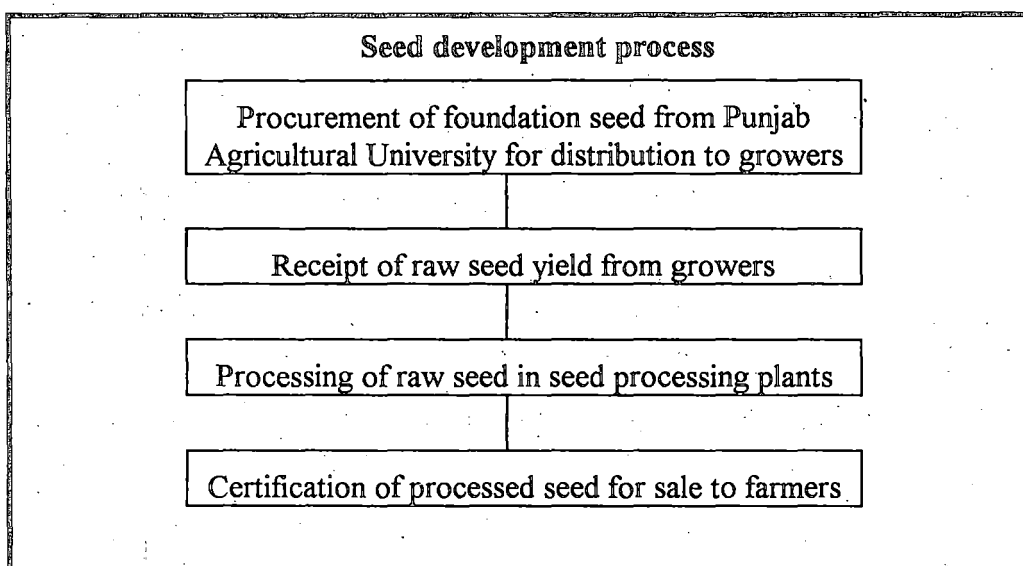 Seed development process
Procurement of foundation seed from Punjab
Agricultural University for distribution to growers
Receipt of raw seed yield from growers
Processing of raw seed in seed processing plants
Certification of processed seed for sale to farmers